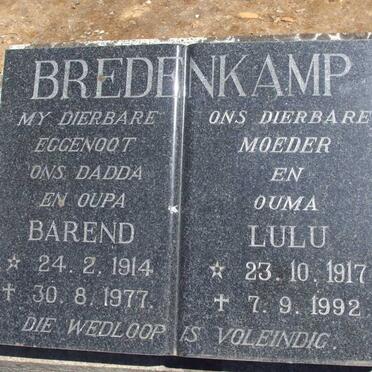 BREDENKAMP
MY DIERBARE
EGGENOOT
ONS DADDA
EN OUPA
BAREND
☆ 24. 2. 1914
✝ 30. 8. 1977.
ONS DIERBARE
MOEDER
EN
OUMA
LULU
☆ 23. 10. 1917
✝ 7. 9. 1992
DIE WEDLOOP IS VOLEINDIG.